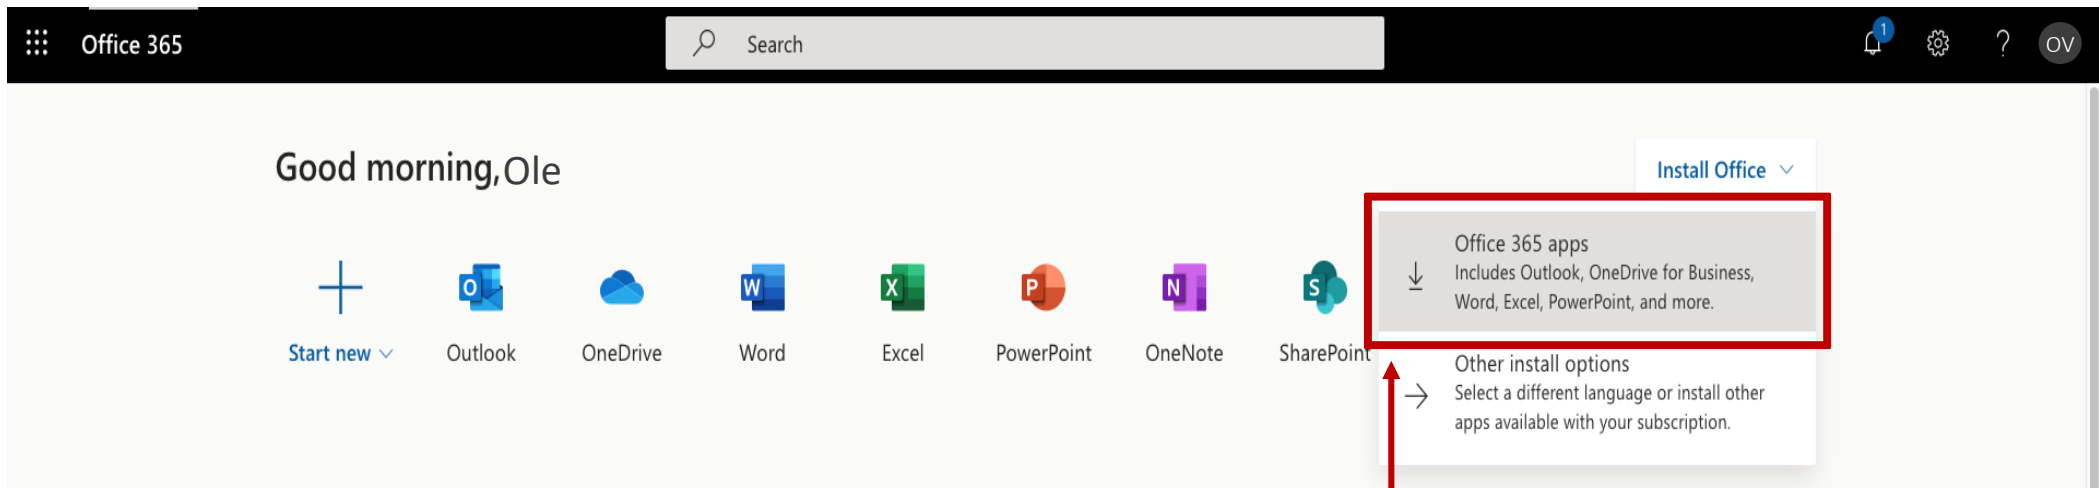 Office 365
Search
1
?
OV
Good morning, Ole
Install Office
Office 365 apps
Includes Outlook, OneDrive for Business,
Word, Excel, PowerPoint, and more.
O
W
X
P
N
S
Start new
Outlook
OneDrive
Word
Excel
PowerPoint
OneNote
SharePoint
Other install options
Select a different language or install other
apps available with your subscription.